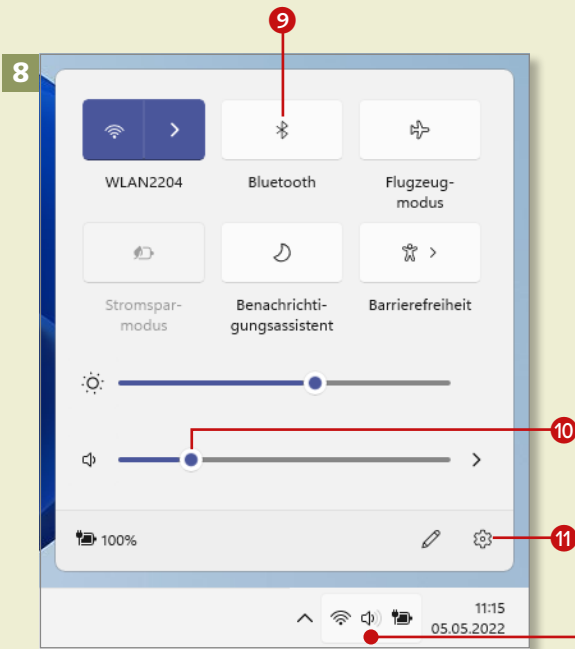 9
8
WLAN2204
Bluetooth
Flugzeug-
modus
Stromspar-
modus
Benachrichti-
gungsassistent
Barrierefreiheit
10
100%
11
11:15
05.05.2022